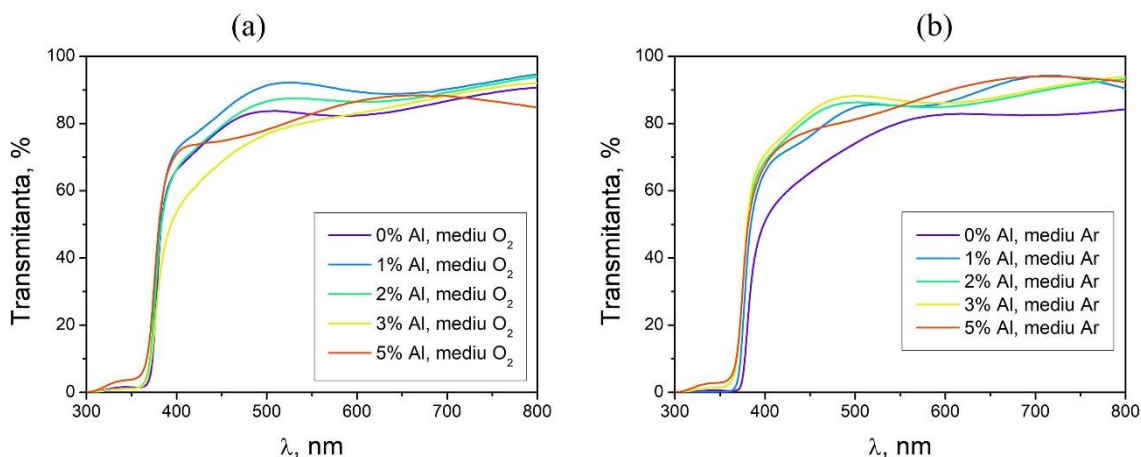 (a)
100
80
60
40
20
0
Transmitanta, %
0% Al, mediu O₂
1% Al, mediu O₂
2% Al, mediu O₂
3% Al, mediu O₂
5% Al, mediu O₂
300 400 500 600 700 800
λ, nm
(b)
100
80
60
40
20
0
Transmitanta, %
0% Al, mediu Ar
1% Al, mediu Ar
2% Al, mediu Ar
3% Al, mediu Ar
5% Al, mediu Ar
300 400 500 600 700 800
λ, nm